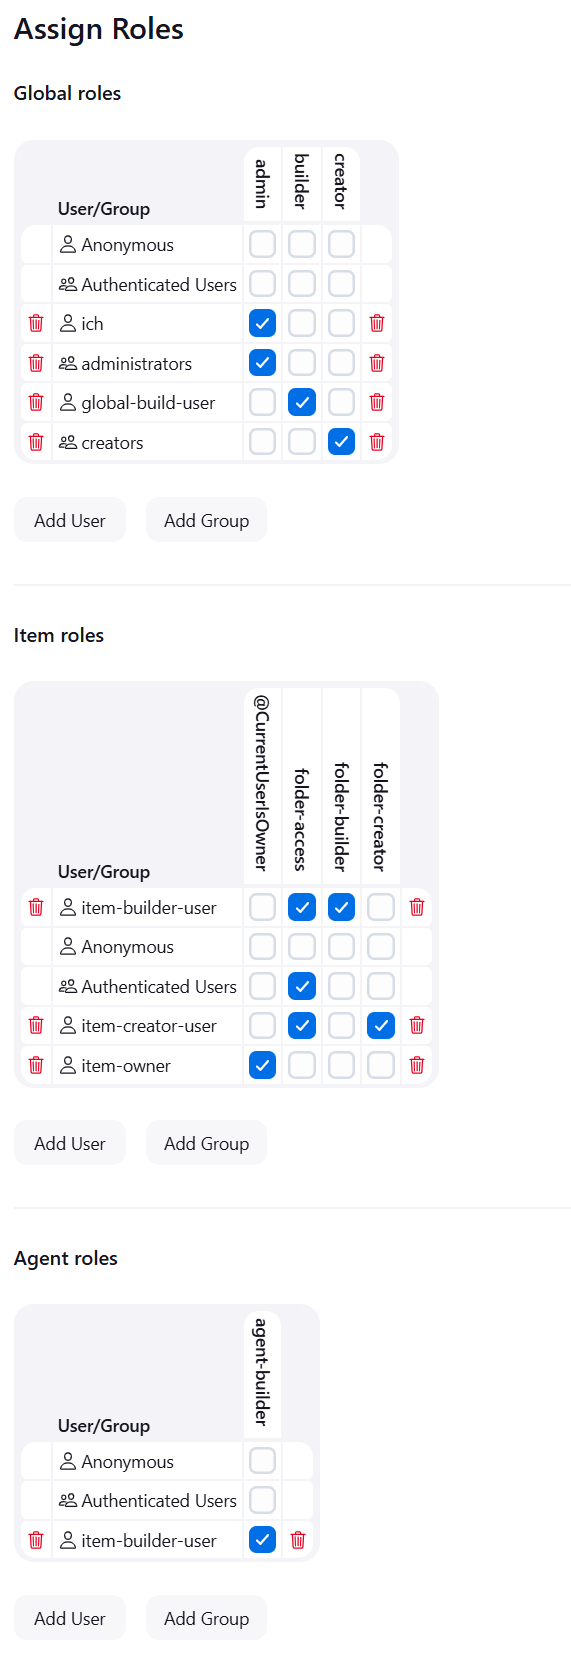 Assign Roles
Global roles
User/Group
admin
builder
creator
Anonymous
Authenticated Users
ich
administrators
global-build-user
creators
Add User
Add Group
Item roles
User/Group
@CurrentUserIsOwner
folder-access
folder-builder
folder-creator
item-builder-user
Anonymous
Authenticated Users
item-creator-user
item-owner
Add User
Add Group
Agent roles
User/Group
agent-builder
Anonymous
Authenticated Users
item-builder-user
Add User
Add Group